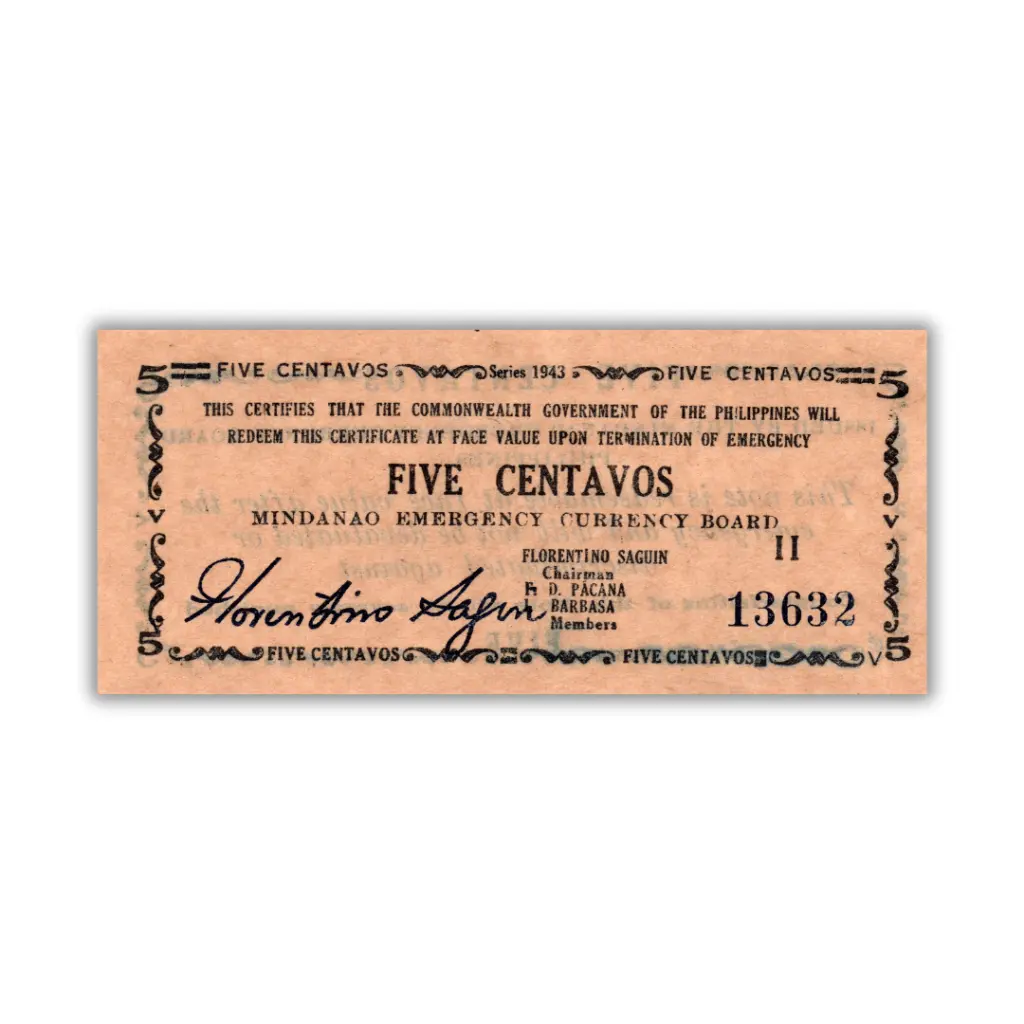 5 FIVE CENTAVOS Series 1943 FIVE CENTAVOS 5
THIS CERTIFIES THAT THE COMMONWEALTH GOVERNMENT OF THE PHILIPPINES WILL
REDEEM THIS CERTIFICATE AT FACE VALUE UPON TERMINATION OF EMERGENCY
FIVE CENTAVOS
V MINDANAO EMERGENCY CURRENCY BOARD V
II
FLORENTINO SAGUIN
Chairman
F. D. PACANA
Florentino Saguin
BARBASA
13632
Members
5 FIVE CENTAVOS FIVE CENTAVOS V 5